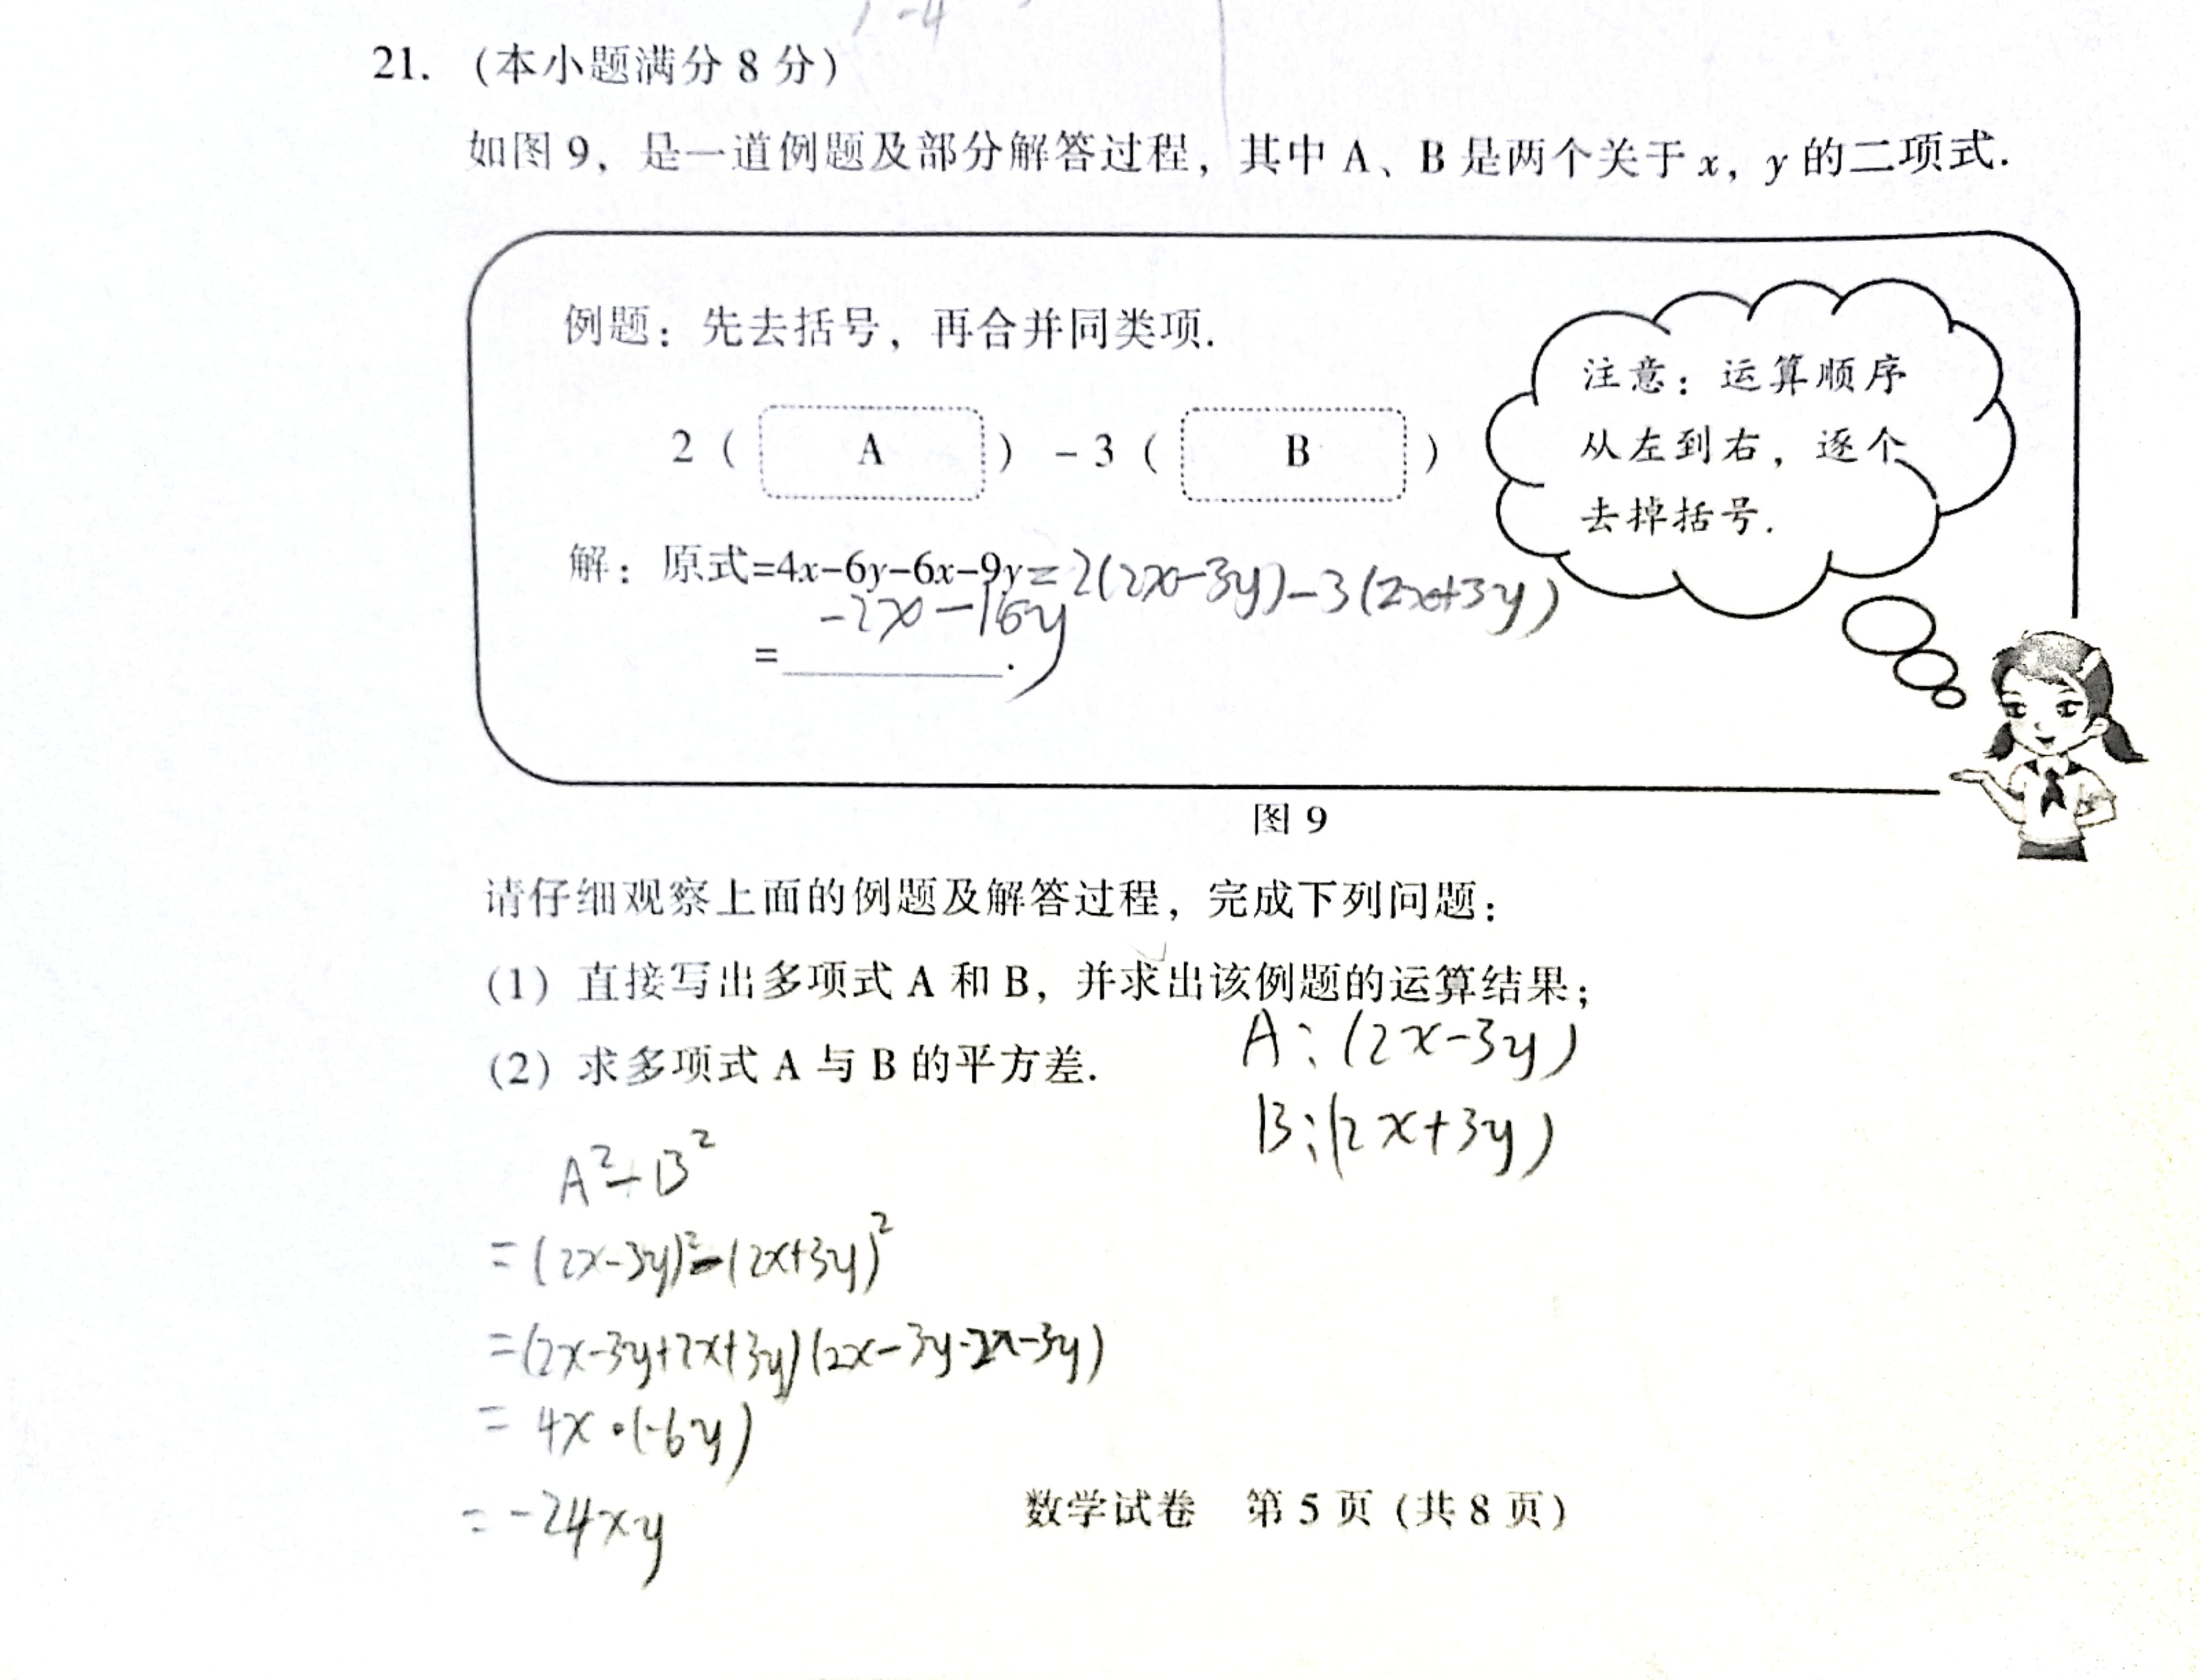 21. (本小题满分 8 分)
如图 9, 是一道例题及部分解答过程, 其中 A、B 是两个关于 x, y 的二项式.
例题: 先去括号, 再合并同类项.
2 ( A ) - 3 ( B )
注意: 运算顺序
从左到右, 逐个
去掉括号.
解: 原式=4x-6y-6x-9y = 2(2x-3y)-3(2x+3y)
-2x-16y
=________.
图 9
请仔细观察上面的例题及解答过程, 完成下列问题:
(1) 直接写出多项式 A 和 B, 并求出该例题的运算结果;
A:(2x-3y)
(2) 求多项式 A 与 B 的平方差.
B:(2x+3y)
A²-B²
=(2x-3y)²-(2x+3y)²
=(2x-3y+2x+3y)(2x-3y-2x-3y)
= 4x·(-6y)
= -24xy
数学试卷 第 5 页 (共 8 页)